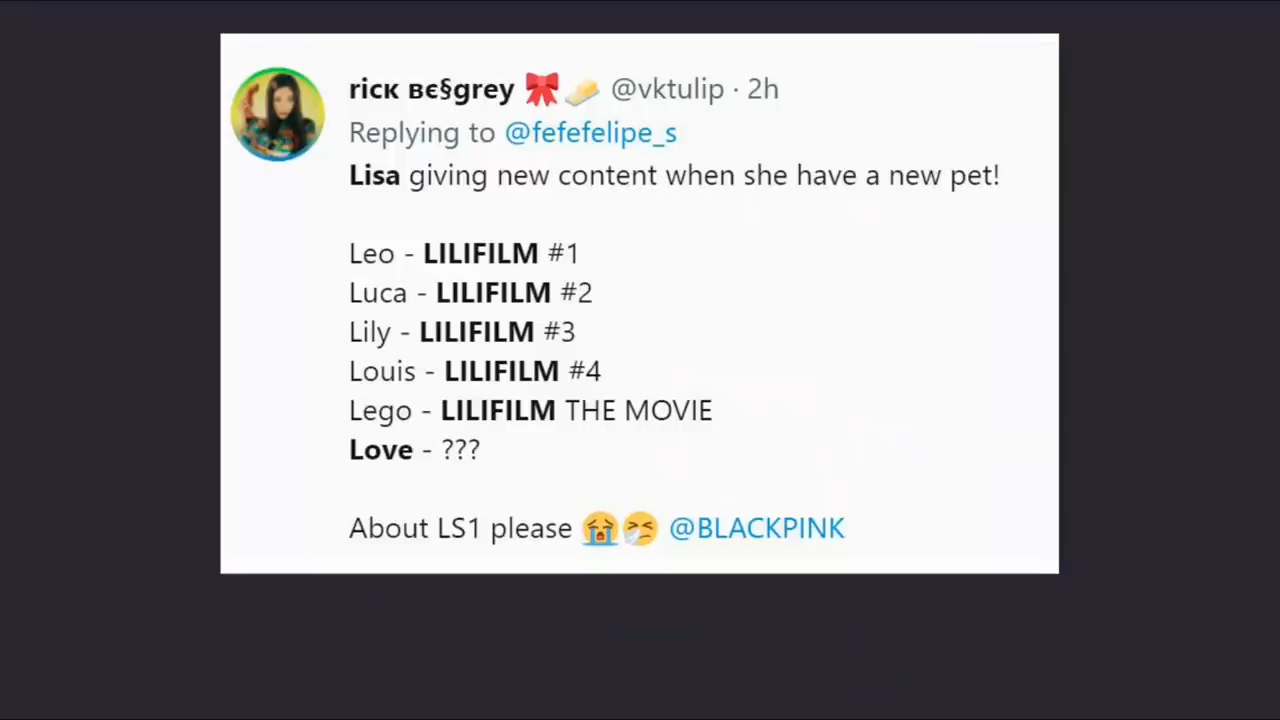 ricĸ вє§grey 🎀🧈 @vktulip · 2h
Replying to @fefefelipe_s
Lisa giving new content when she have a new pet!
Leo - LILIFILM #1
Luca - LILIFILM #2
Lily - LILIFILM #3
Louis - LILIFILM #4
Lego - LILIFILM THE MOVIE
Love - ???
About LS1 please 😭🤧 @BLACKPINK